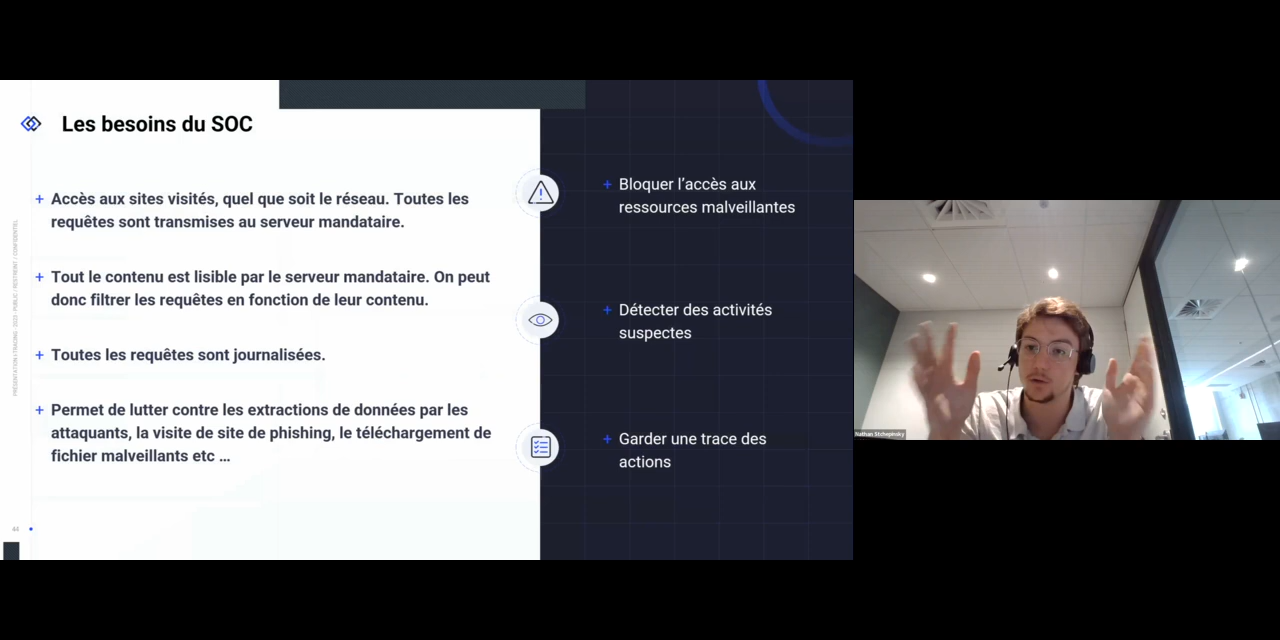 Les besoins du SOC
+ Accès aux sites visités, quel que soit le réseau. Toutes les
requêtes sont transmises au serveur mandataire.
+ Tout le contenu est lisible par le serveur mandataire. On peut
donc filtrer les requêtes en fonction de leur contenu.
+ Toutes les requêtes sont journalisées.
+ Permet de lutter contre les extractions de données par les
attaquants, la visite de site de phishing, le téléchargement de
fichier malveillants etc ...
+ Bloquer l’accès aux
ressources malveillantes
+ Détecter des activités
suspectes
+ Garder une trace des
actions
44
Nathan Stchepinsky